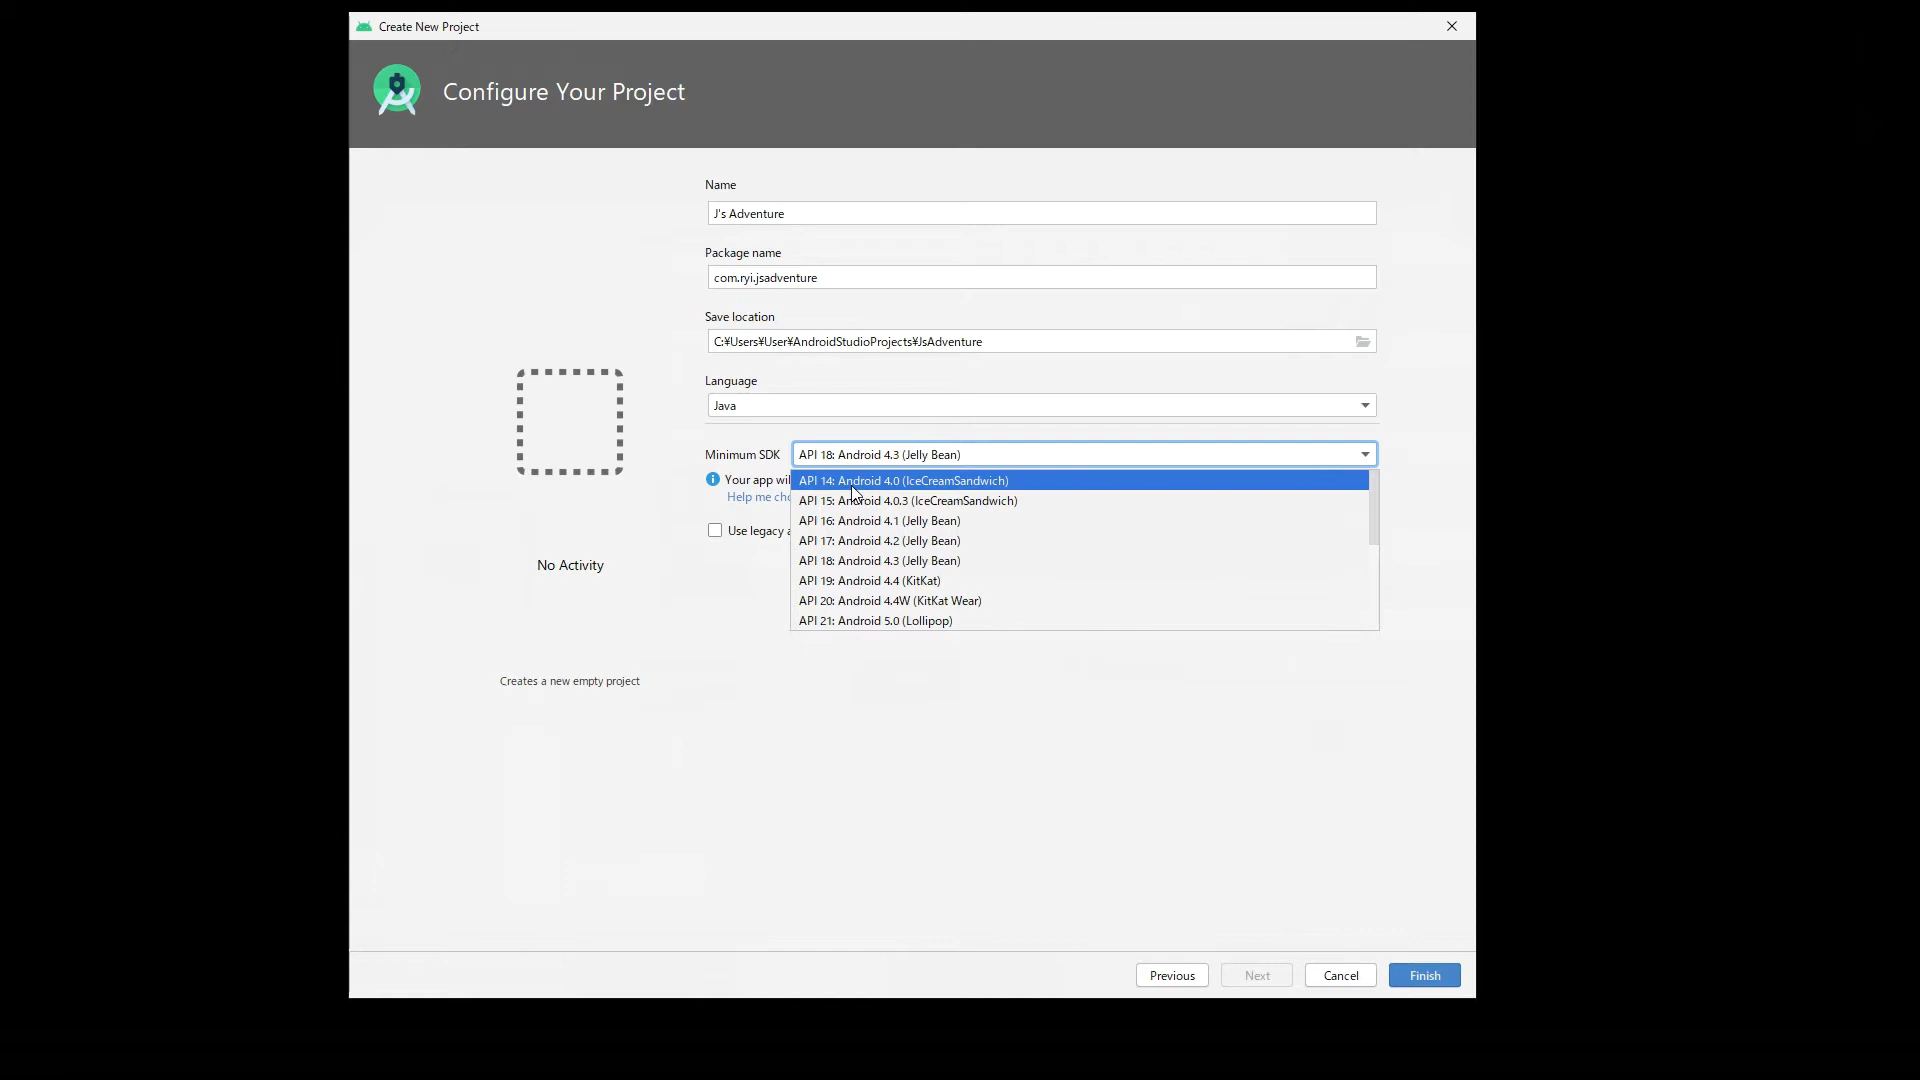 Create New Project
Configure Your Project
Name
J's Adventure
Package name
com.ryi.jsadventure
Save location
C:¥Users¥User¥AndroidStudioProjects¥JsAdventure
Language
Java
Minimum SDK
API 18: Android 4.3 (Jelly Bean)
Your app wil
Help me cho
Use legacy a
API 14: Android 4.0 (IceCreamSandwich)
API 15: Android 4.0.3 (IceCreamSandwich)
API 16: Android 4.1 (Jelly Bean)
API 17: Android 4.2 (Jelly Bean)
API 18: Android 4.3 (Jelly Bean)
API 19: Android 4.4 (KitKat)
API 20: Android 4.4W (KitKat Wear)
API 21: Android 5.0 (Lollipop)
No Activity
Creates a new empty project
Previous
Next
Cancel
Finish